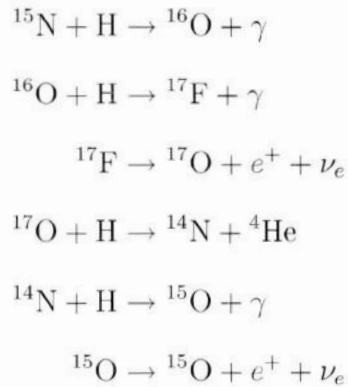 ¹⁵N + H → ¹⁶O + γ
¹⁶O + H → ¹⁷F + γ
¹⁷F → ¹⁷O + e⁺ + νₑ
¹⁷O + H → ¹⁴N + ⁴He
¹⁴N + H → ¹⁵O + γ
¹⁵O → ¹⁵O + e⁺ + νₑ